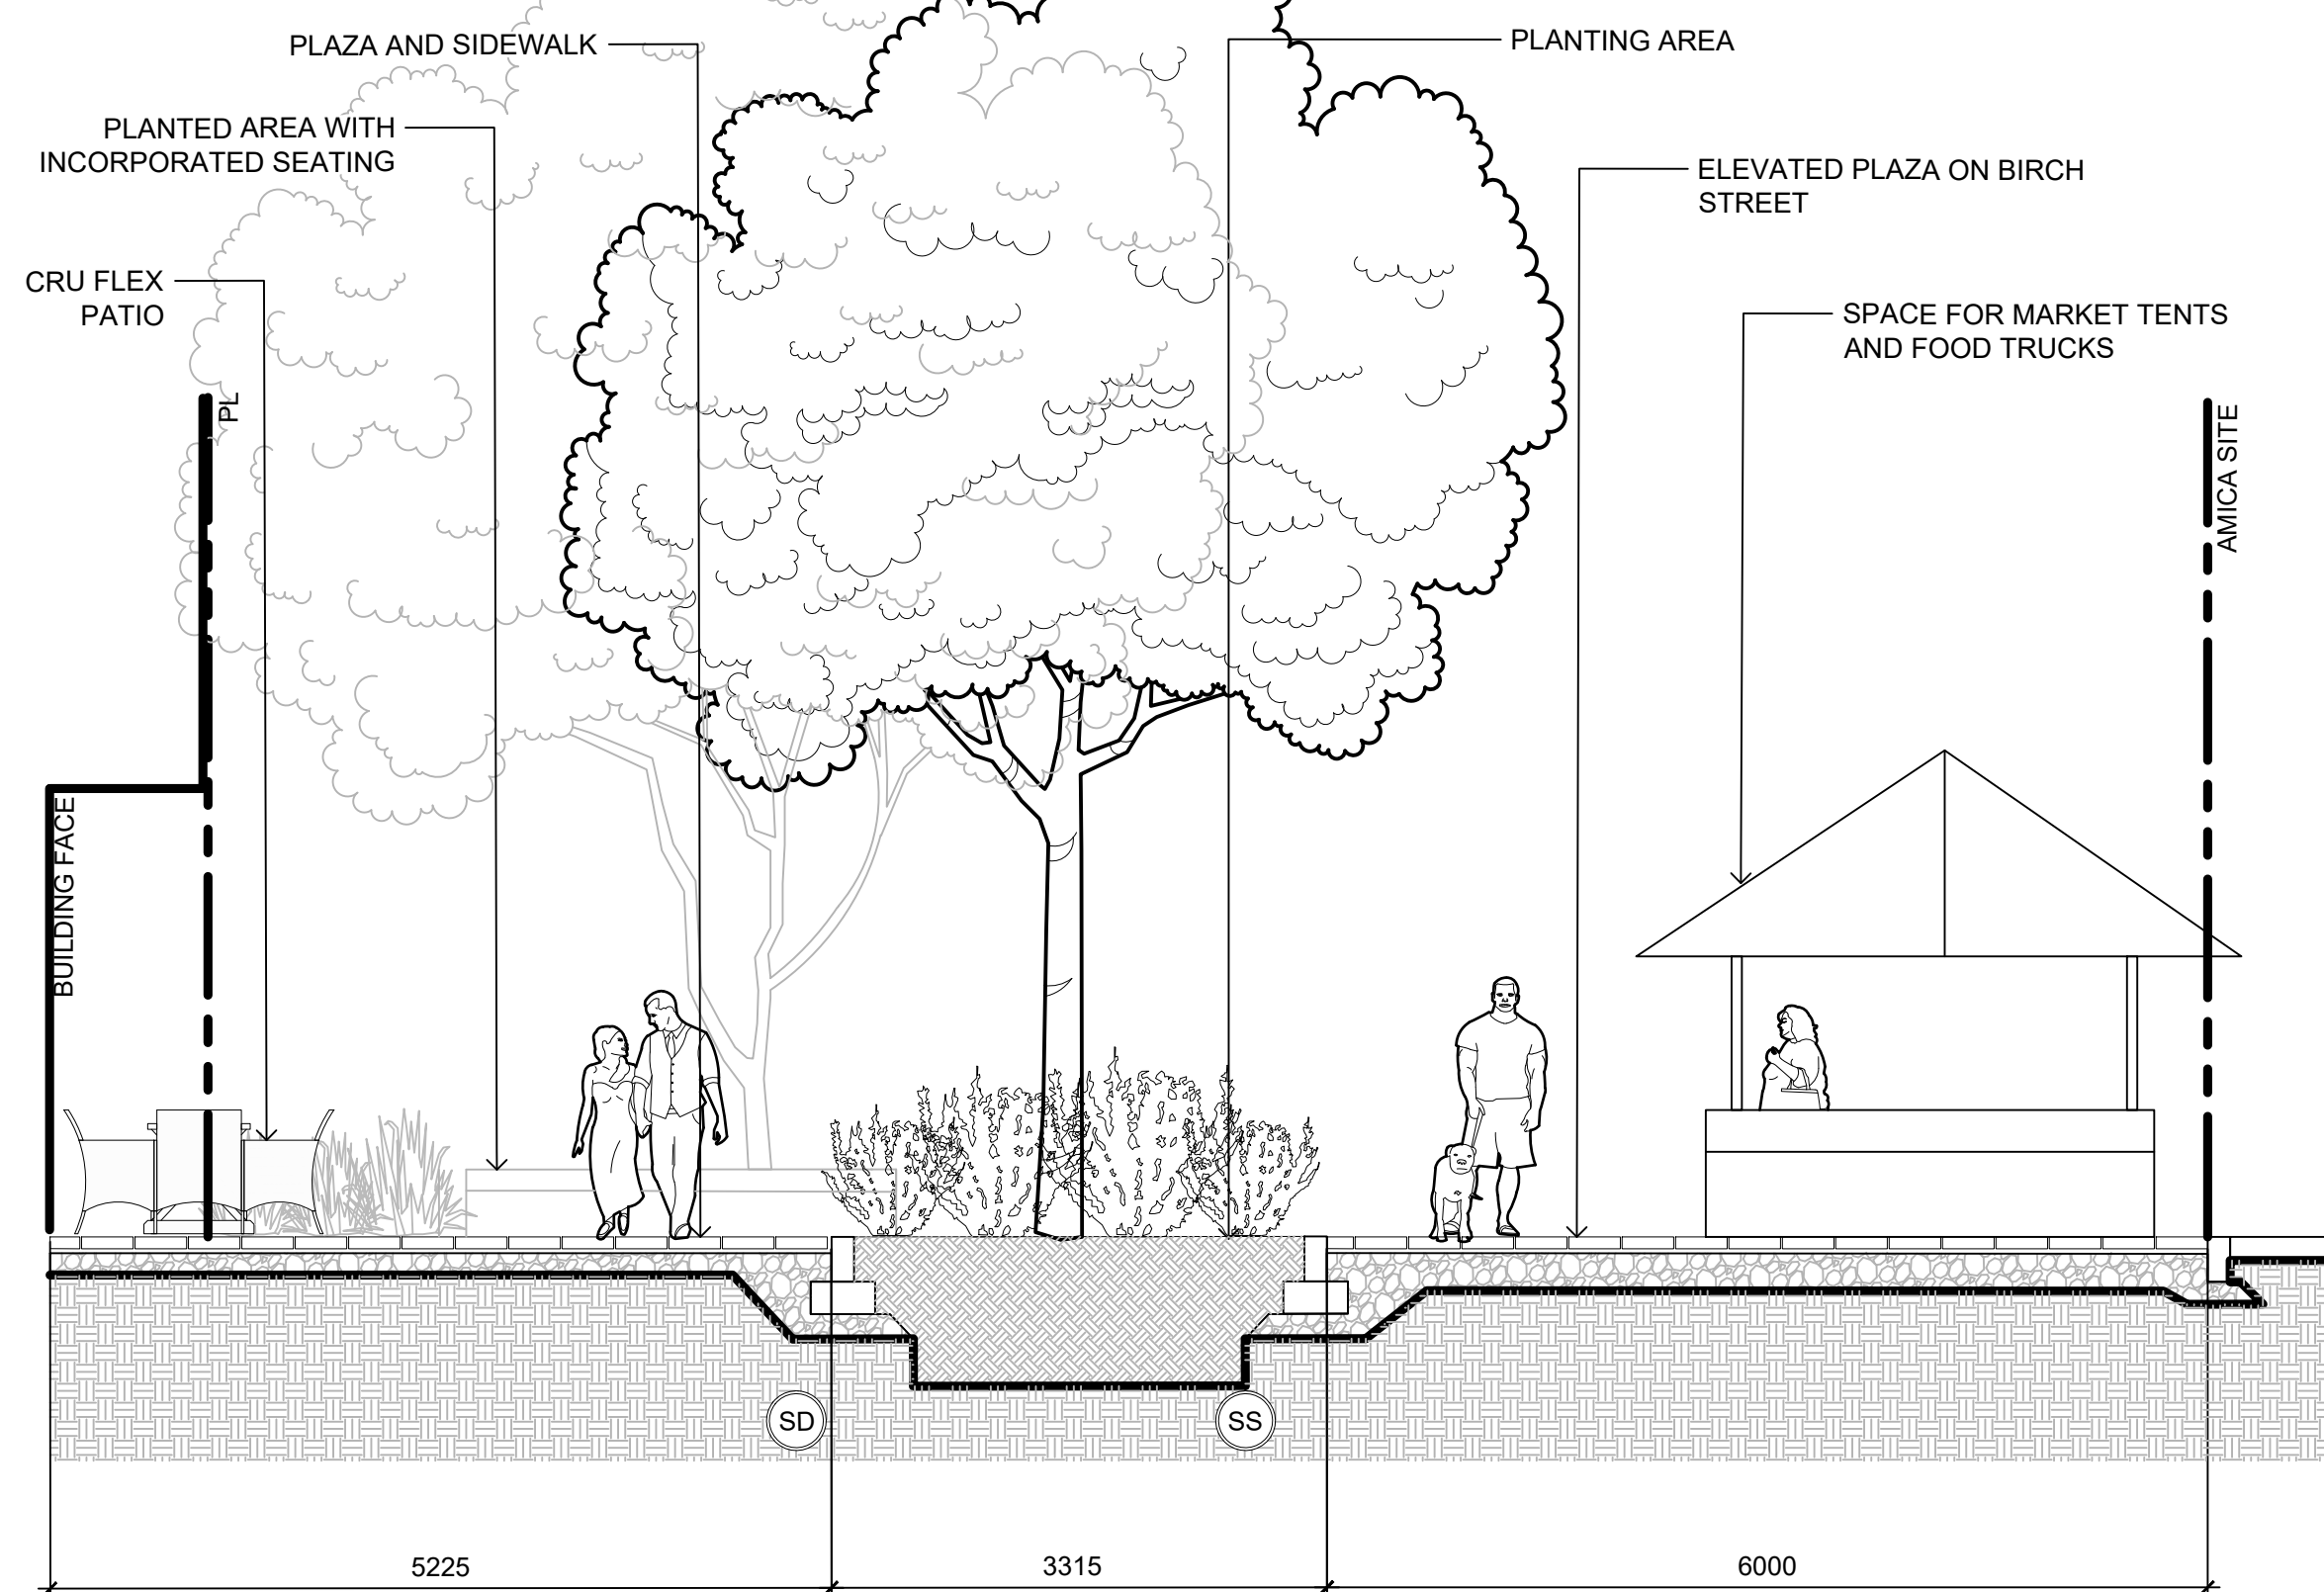 PLAZA AND SIDEWALK
PLANTING AREA
PLANTED AREA WITH
INCORPORATED SEATING
ELEVATED PLAZA ON BIRCH
STREET
CRU FLEX
PATIO
SPACE FOR MARKET TENTS
AND FOOD TRUCKS
PL
AMICA SITE
BUILDING FACE
SD
SS
5225
3315
6000